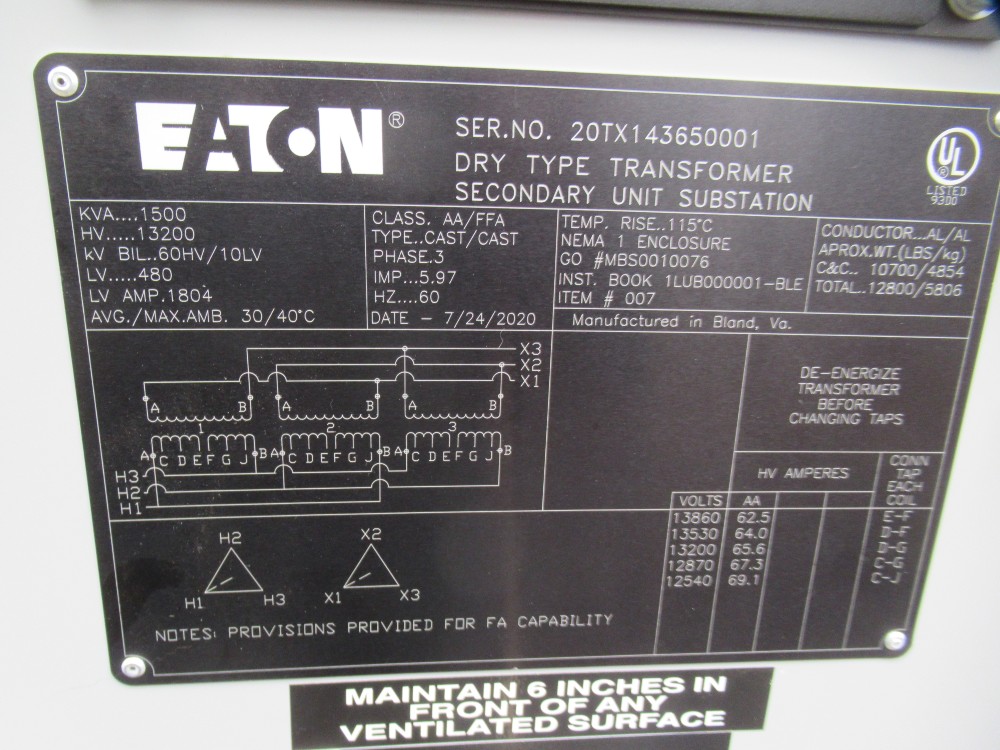 EATON®
SER.NO. 20TX143650001
DRY TYPE TRANSFORMER
SECONDARY UNIT SUBSTATION
UL
®
LISTED
93D0
KVA....1500
HV.....13200
kV BIL..60HV/10LV
LV.....480
LV AMP.1804
AVG./MAX.AMB. 30/40°C
CLASS. AA/FFA
TYPE..CAST/CAST
PHASE.3
IMP...5.97
HZ....60
DATE - 7/24/2020
TEMP. RISE..115°C
NEMA 1 ENCLOSURE
GO #MBS0010076
INST. BOOK 1LUB000001-BLE
ITEM # 007
CONDUCTOR...AL/AL
APROX.WT.(LBS/kg)
C&C.. 10700/4854
TOTAL..12800/5806
Manufactured in Bland, Va.
X3
X2
X1
A B A B A B
1 2 3
A C D E F G J B A C D E F G J B A C D E F G J B
H3
H2
H1
DE-ENERGIZE
TRANSFORMER
BEFORE
CHANGING TAPS
HV AMPERES
CONN
TAP
EACH
COIL
VOLTS AA
13860 62.5 E-F
13530 64.0 D-F
13200 65.6 D-G
12870 67.3 C-G
12540 69.1 C-J
H2
H1 H3
X2
X1 X3
NOTES: PROVISIONS PROVIDED FOR FA CAPABILITY
MAINTAIN 6 INCHES IN
FRONT OF ANY
VENTILATED SURFACE